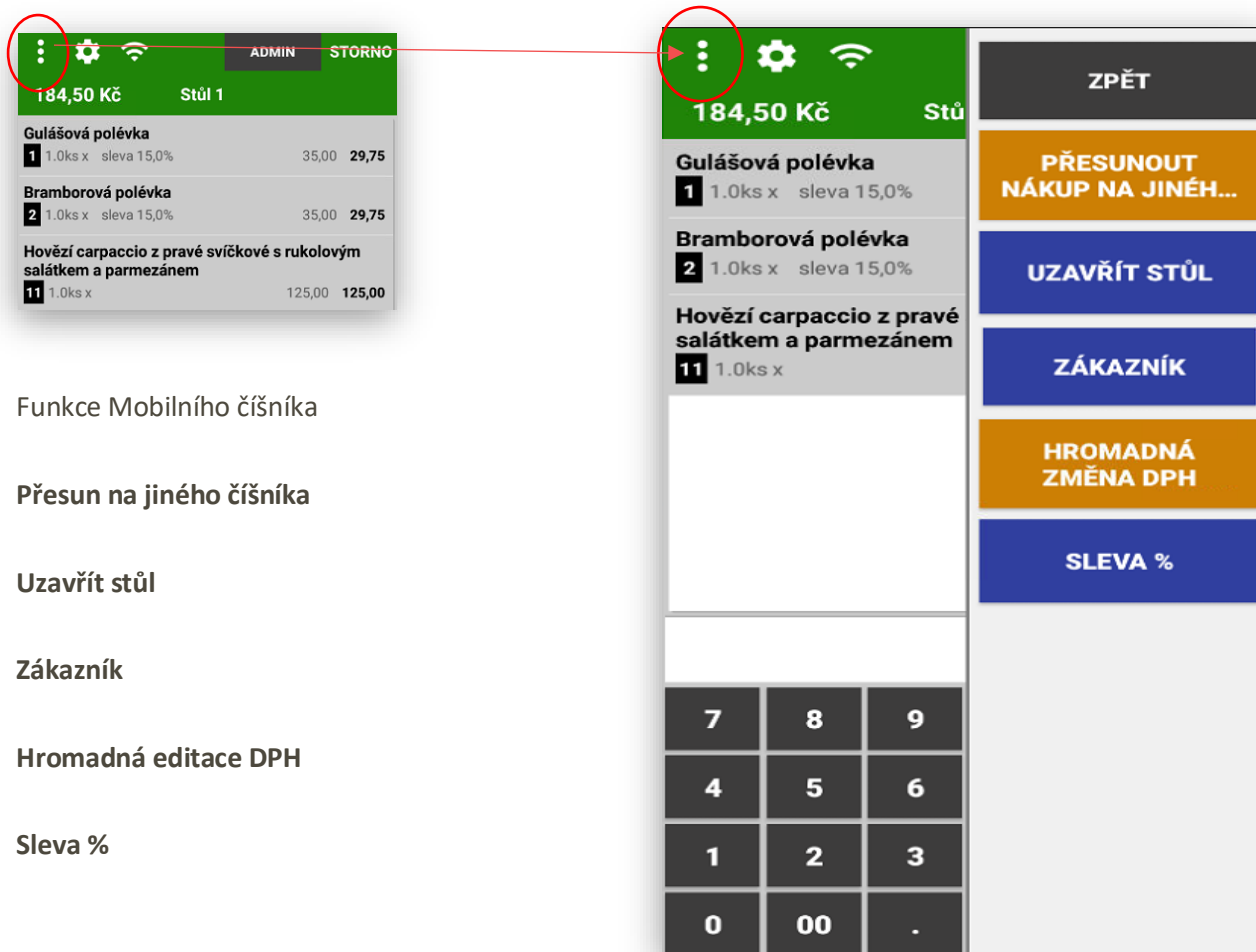 ADMIN STORNO
184,50 Kč Stůl 1
Gulášová polévka
1 1.0ks x sleva 15,0% 35,00 29,75
Bramborová polévka
2 1.0ks x sleva 15,0% 35,00 29,75
Hovězí carpaccio z pravé svíčkové s rukolovým
salátkem a parmezánem
11 1.0ks x 125,00 125,00
Funkce Mobilního číšníka
Přesun na jiného číšníka
Uzavřít stůl
Zákazník
Hromadná editace DPH
Sleva %
184,50 Kč Stů
Gulášová polévka
1 1.0ks x sleva 15,0%
Bramborová polévka
2 1.0ks x sleva 15,0%
Hovězí carpaccio z pravé
salátkem a parmezánem
11 1.0ks x
7 8 9
4 5 6
1 2 3
0 00 .
ZPĚT
PŘESUNOUT
NÁKUP NA JINÉH...
UZAVŘÍT STŮL
ZÁKAZNÍK
HROMADNÁ
ZMĚNA DPH
SLEVA %